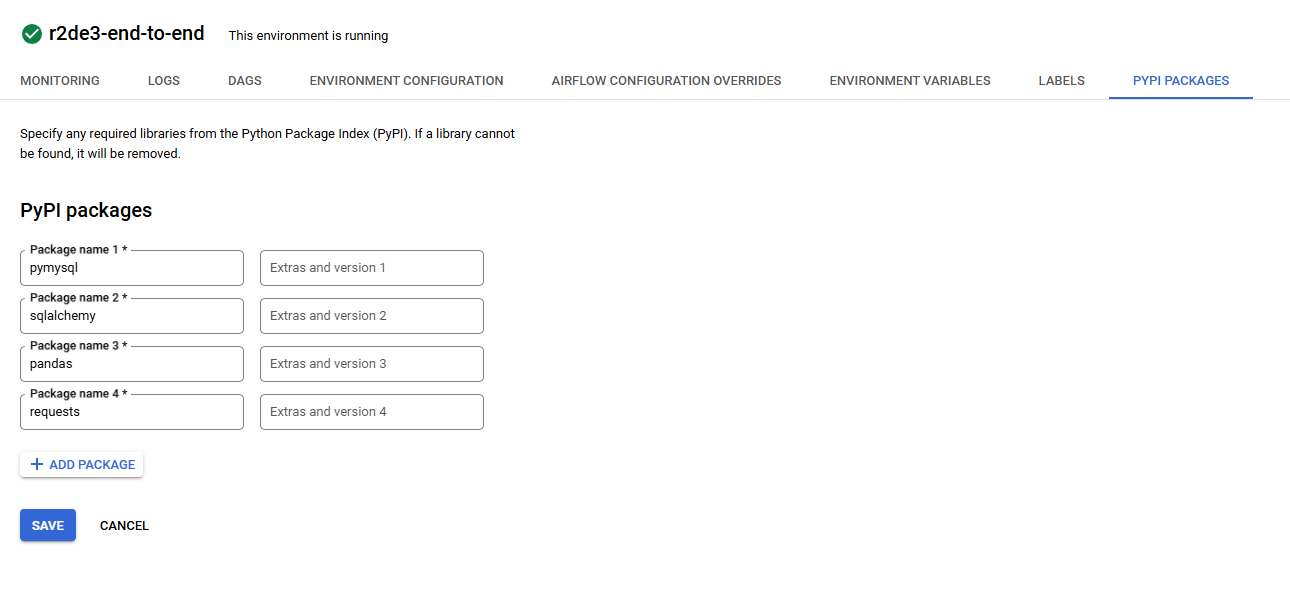 r2de3-end-to-end This environment is running
MONITORING LOGS DAGS ENVIRONMENT CONFIGURATION AIRFLOW CONFIGURATION OVERRIDES ENVIRONMENT VARIABLES LABELS PYPI PACKAGES
Specify any required libraries from the Python Package Index (PyPI). If a library cannot
be found, it will be removed.
PyPI packages
Package name 1 *
pymysql Extras and version 1
Package name 2 *
sqlalchemy Extras and version 2
Package name 3 *
pandas Extras and version 3
Package name 4 *
requests Extras and version 4
+ ADD PACKAGE
SAVE CANCEL